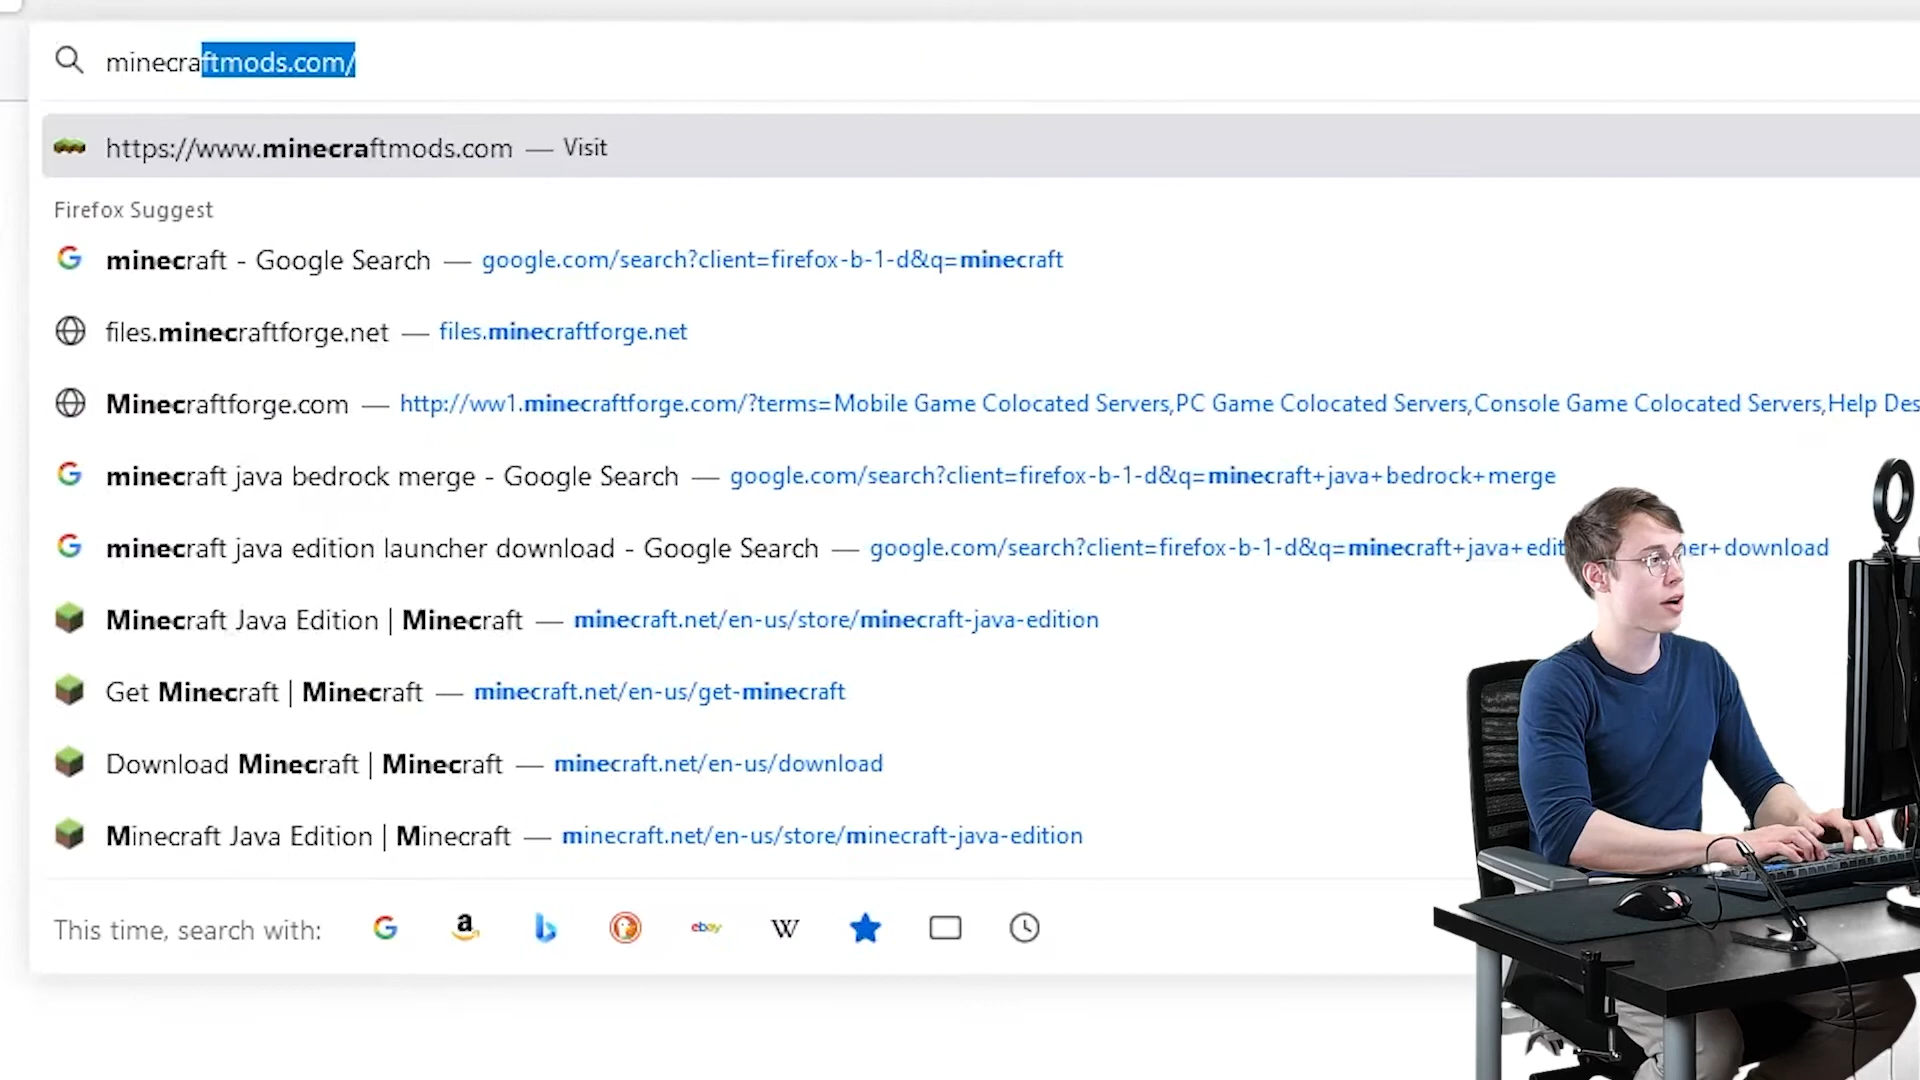 minecraftmods.com/
https://www.minecraftmods.com — Visit
Firefox Suggest
minecraft - Google Search — google.com/search?client=firefox-b-1-d&q=minecraft
files.minecraftforge.net — files.minecraftforge.net
Minecraftforge.com — http://ww1.minecraftforge.com/?terms=Mobile Game Colocated Servers,PC Game Colocated Servers,Console Game Colocated Servers,Help Des
minecraft java bedrock merge - Google Search — google.com/search?client=firefox-b-1-d&q=minecraft+java+bedrock+merge
minecraft java edition launcher download - Google Search — google.com/search?client=firefox-b-1-d&q=minecraft+java+edit er+download
Minecraft Java Edition | Minecraft — minecraft.net/en-us/store/minecraft-java-edition
Get Minecraft | Minecraft — minecraft.net/en-us/get-minecraft
Download Minecraft | Minecraft — minecraft.net/en-us/download
Minecraft Java Edition | Minecraft — minecraft.net/en-us/store/minecraft-java-edition
This time, search with: a ebay W